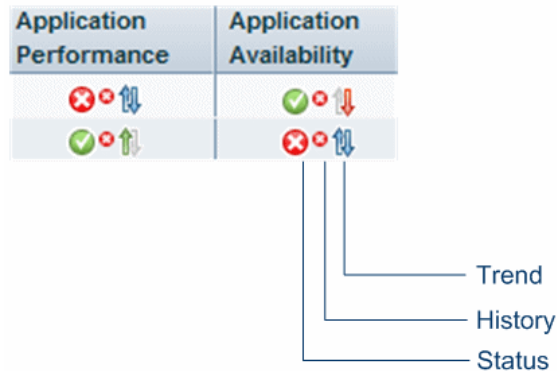 Application Performance
Application Availability
Trend
History
Status